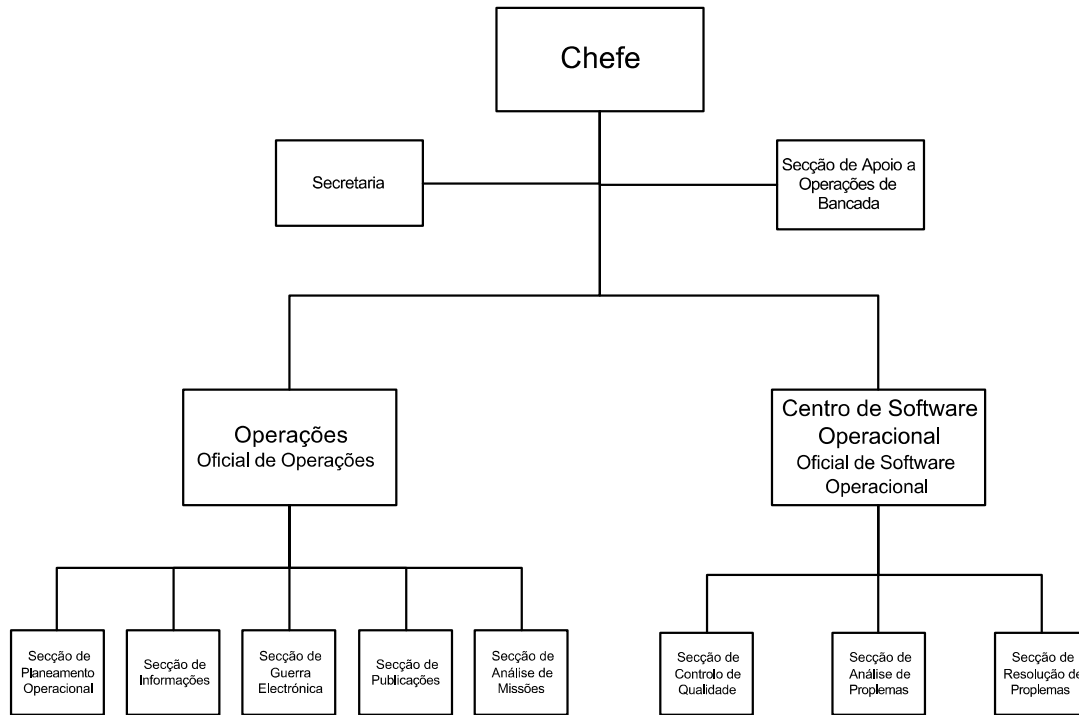 Chefe
Secretaria
Secção de Apoio a
Operações de
Bancada
Operações
Oficial de Operações
Centro de Software
Operacional
Oficial de Software
Operacional
Secção de
Planeamento
Operacional
Secção de
Informações
Secção de
Guerra
Electrónica
Secção de
Publicações
Secção de
Análise de
Missões
Secção de
Controlo de
Qualidade
Secção de
Análise de
Proplemas
Secção de
Resolução de
Proplemas